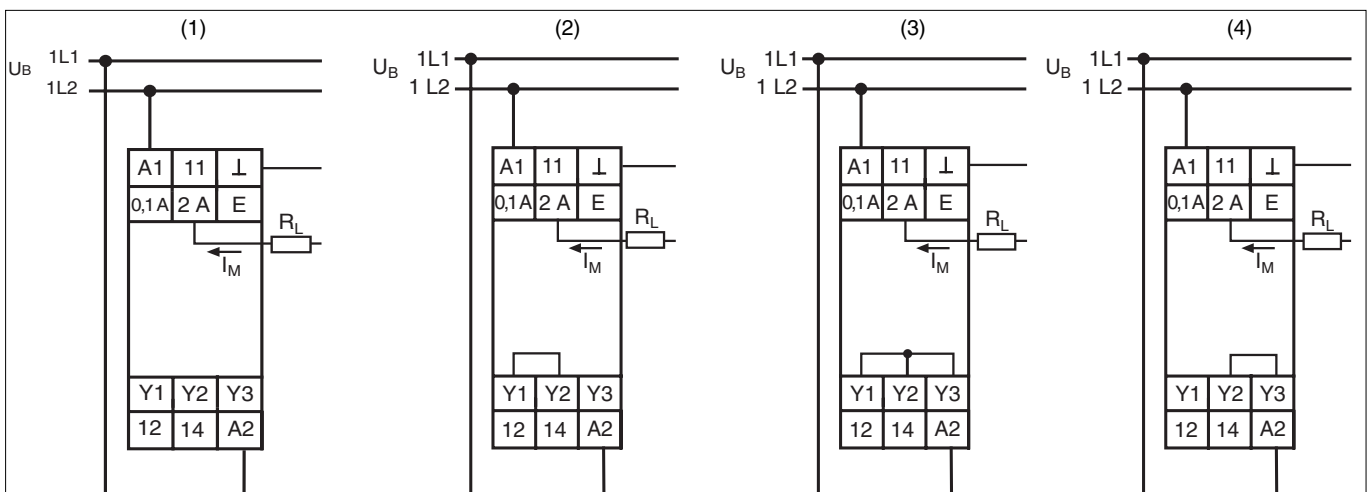 (1) (2) (3) (4)
1L1 1L1 1L1 1L1
UB UB UB UB
1L2 1 L2 1 L2 1 L2
A1 11 ⊥ A1 11 ⊥ A1 11 ⊥ A1 11 ⊥
0,1 A 2 A E 0,1 A 2 A E 0,1 A 2 A E 0,1 A 2 A E
RL RL RL RL
IM IM IM IM
Y1 Y2 Y3 Y1 Y2 Y3 Y1 Y2 Y3 Y1 Y2 Y3
12 14 A2 12 14 A2 12 14 A2 12 14 A2